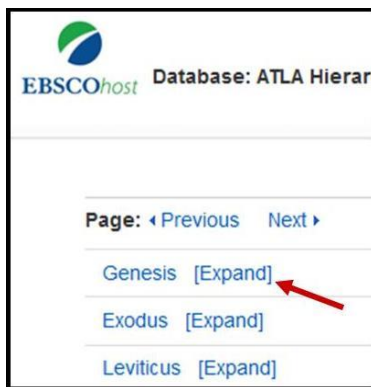 EBSCOhost Database: ATLA Hierar
Page: Previous Next
Genesis [Expand]
Exodus [Expand]
Leviticus [Expand]